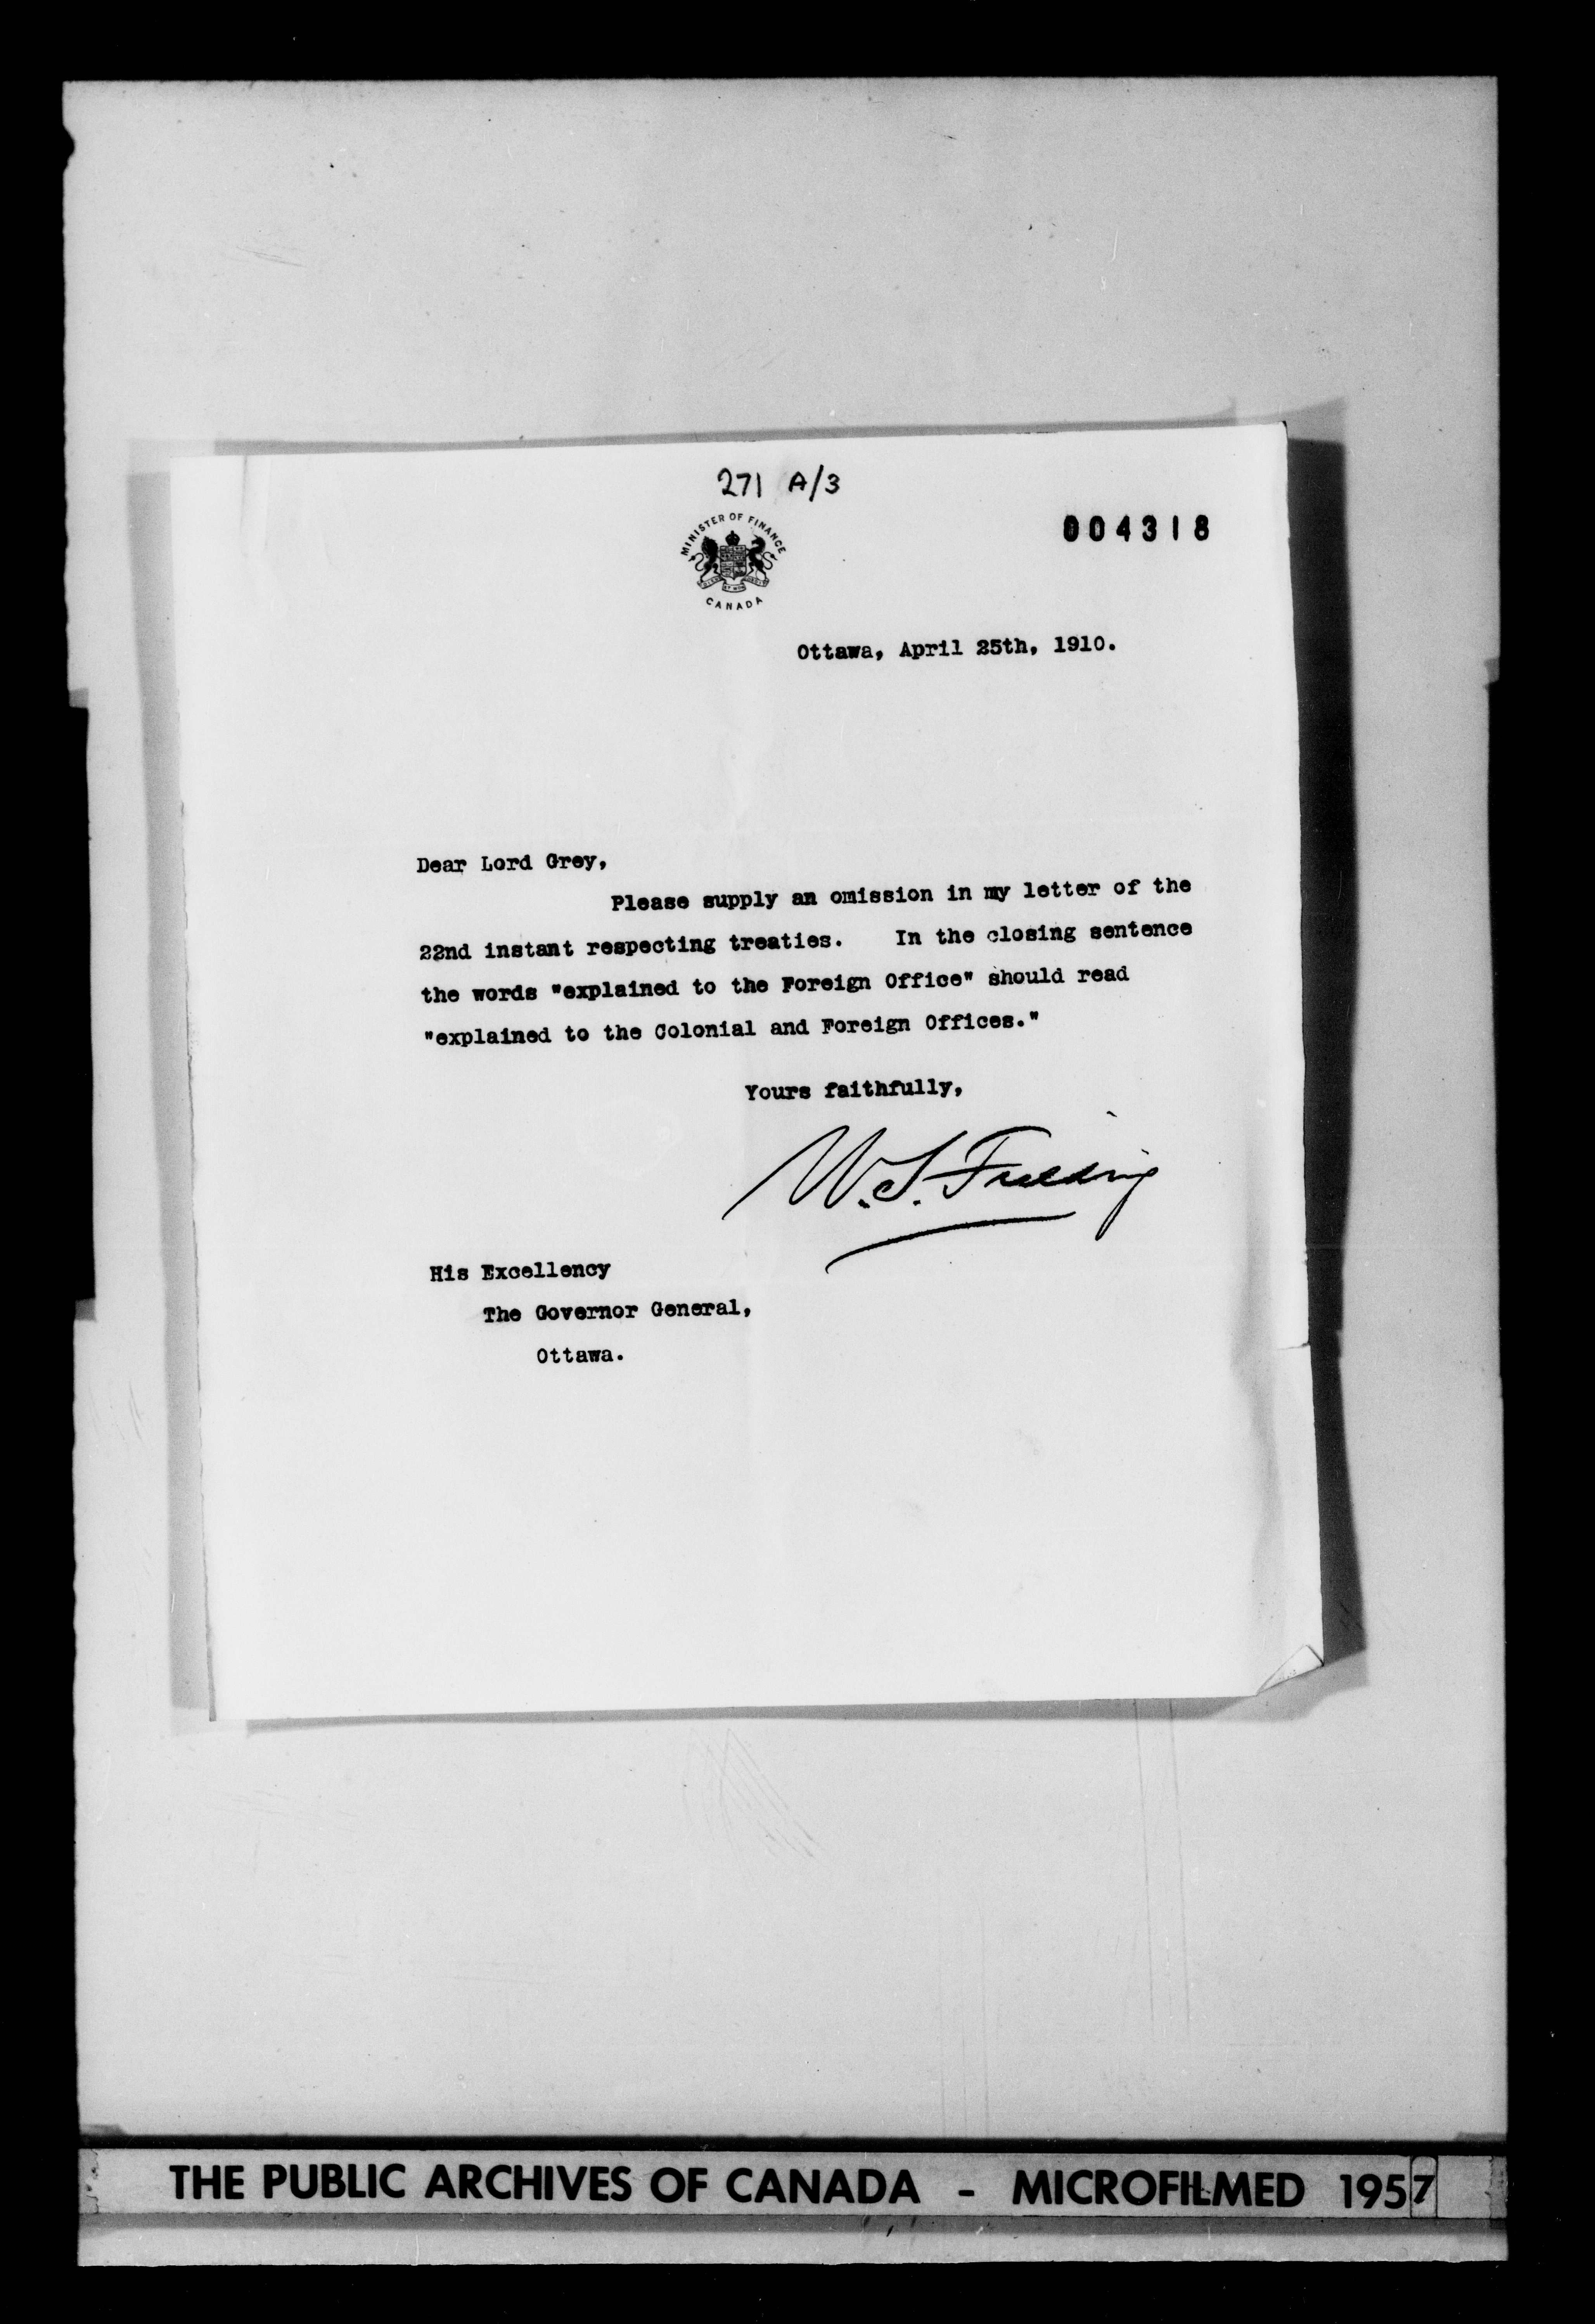 271 A/3
MINISTER OF FINANCE
CANADA
004318
Ottawa, April 25th, 1910.
Dear Lord Grey,
Please supply an omission in my letter of the
22nd instant respecting treaties. In the closing sentence
the words "explained to the Foreign Office" should read
"explained to the Colonial and Foreign Offices."
Yours faithfully,
W.S. Fielding
His Excellency
The Governor General,
Ottawa.
THE PUBLIC ARCHIVES OF CANADA - MICROFILMED 1957